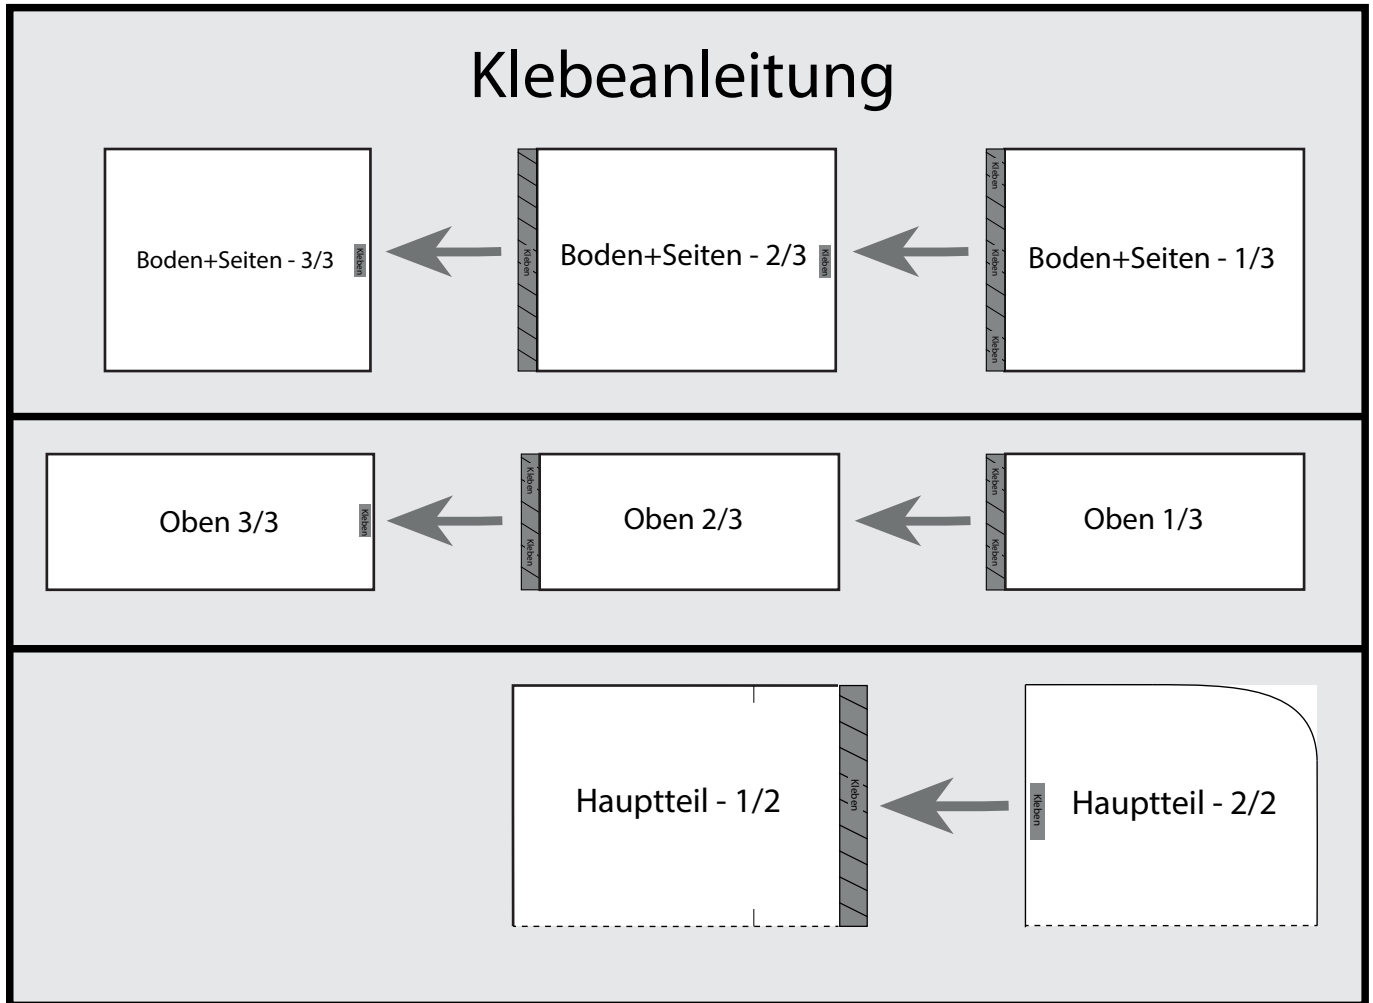 Klebeanleitung
Boden+Seiten - 3/3
Kleben
Kleben
Boden+Seiten - 2/3
Kleben
Kleben
Kleben
Kleben
Boden+Seiten - 1/3
Oben 3/3
Kleben
Kleben
Kleben
Oben 2/3
Kleben
Kleben
Oben 1/3
Hauptteil - 1/2
Kleben
Kleben
Hauptteil - 2/2